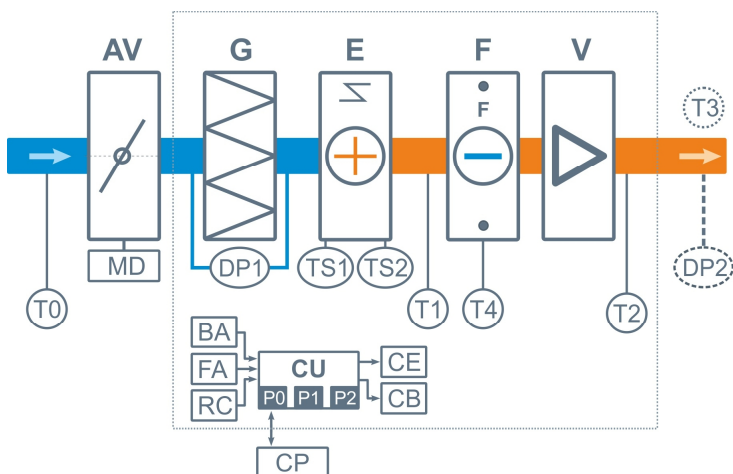 AV G E F V
F
T3
MD DP1 TS1 TS2 DP2
T0 T1 T4 T2
BA
FA CU CE
RC P0 P1 P2 CB
CP